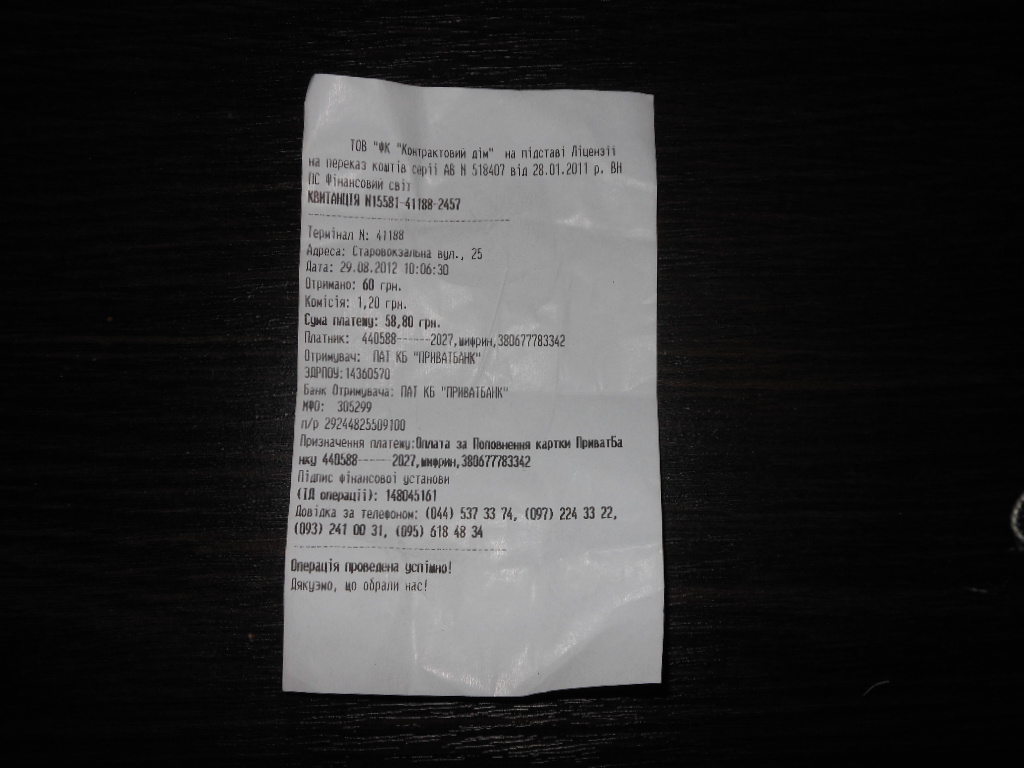 ТОВ "ФК "Контрактовий дім" на підставі Ліцензії
на переказ коштів серії АВ N 518407 від 28.01.2011 р. ВН
ПС Фінансовий світ
КВИТАНЦІЯ N15581-41188-2457
Термінал N: 41188
Адреса: Старовокзальна вул., 25
Дата: 29.08.2012 10:06:30
Отримано: 60 грн.
Комісія: 1,20 грн.
Сума платежу: 58,80 грн.
Платник: 440588------2027,шифрин,380677783342
Отримувач: ПАТ КБ "ПРИВАТБАНК"
ЗДРПОУ:14360570
Банк Отримувача: ПАТ КБ "ПРИВАТБАНК"
МФО: 305299
п/р 29244825509100
Призначення платежу:Оплата за Поповнення картки ПриватБа
нку 440588------2027,шифрин,380677783342
Підпис фінансової установи
(ІД операції): 148045161
Довідка за телефоном: (044) 537 33 74, (097) 224 33 22,
(093) 241 00 31, (095) 618 48 34
Операція проведена успішно!
Дякуэмо, що обрали нас!